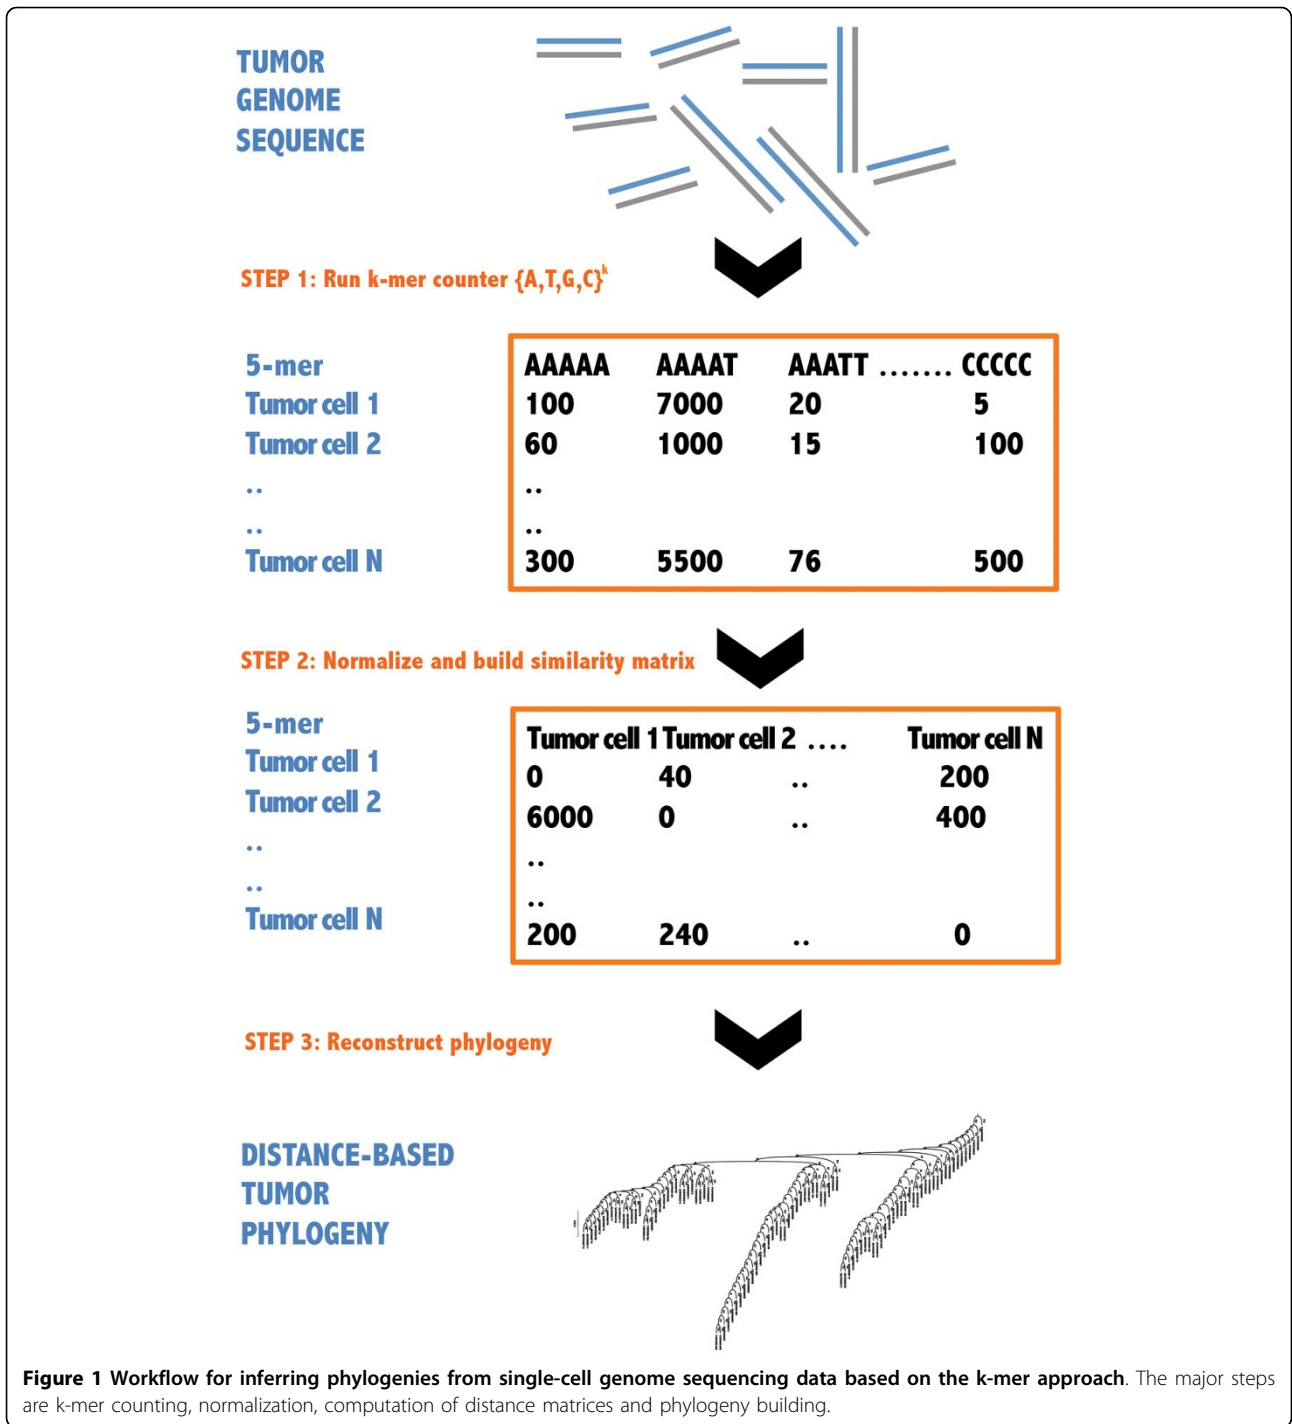 TUMOR
GENOME
SEQUENCE
STEP 1: Run k-mer counter {A,T,G,C}k
5-mer AAAAA AAAAT AAATT ....... CCCCC
Tumor cell 1 100 7000 20 5
Tumor cell 2 60 1000 15 100
.. ..
.. ..
Tumor cell N 300 5500 76 500
STEP 2: Normalize and build similarity matrix
5-mer Tumor cell 1 Tumor cell 2 .... Tumor cell N
Tumor cell 1 0 40 .. 200
Tumor cell 2 6000 0 .. 400
.. ..
.. ..
Tumor cell N 200 240 .. 0
STEP 3: Reconstruct phylogeny
DISTANCE-BASED
TUMOR
PHYLOGENY
Figure 1 Workflow for inferring phylogenies from single-cell genome sequencing data based on the k-mer approach. The major steps
are k-mer counting, normalization, computation of distance matrices and phylogeny building.